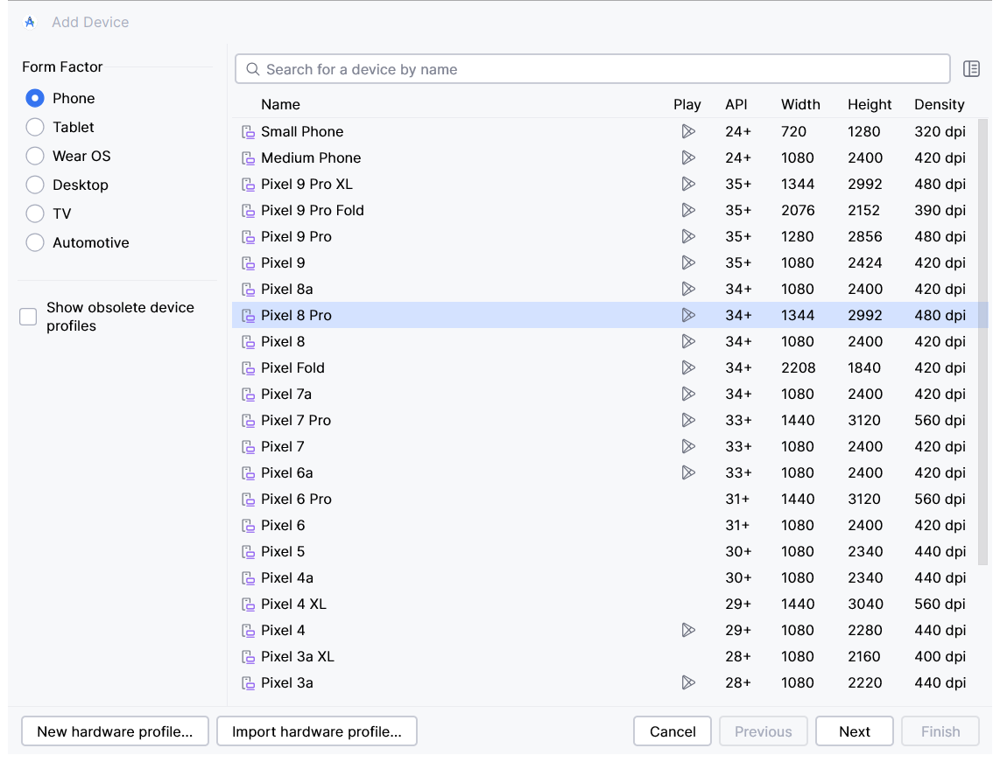 Add Device
Form Factor
Phone
Tablet
Wear OS
Desktop
TV
Automotive
Show obsolete device
profiles
Search for a device by name
Name Play API Width Height Density
Small Phone 24+ 720 1280 320 dpi
Medium Phone 24+ 1080 2400 420 dpi
Pixel 9 Pro XL 35+ 1344 2992 480 dpi
Pixel 9 Pro Fold 35+ 2076 2152 390 dpi
Pixel 9 Pro 35+ 1280 2856 480 dpi
Pixel 9 35+ 1080 2424 420 dpi
Pixel 8a 34+ 1080 2400 420 dpi
Pixel 8 Pro 34+ 1344 2992 480 dpi
Pixel 8 34+ 1080 2400 420 dpi
Pixel Fold 34+ 2208 1840 420 dpi
Pixel 7a 34+ 1080 2400 420 dpi
Pixel 7 Pro 33+ 1440 3120 560 dpi
Pixel 7 33+ 1080 2400 420 dpi
Pixel 6a 33+ 1080 2400 420 dpi
Pixel 6 Pro 31+ 1440 3120 560 dpi
Pixel 6 31+ 1080 2400 420 dpi
Pixel 5 30+ 1080 2340 440 dpi
Pixel 4a 30+ 1080 2340 440 dpi
Pixel 4 XL 29+ 1440 3040 560 dpi
Pixel 4 29+ 1080 2280 440 dpi
Pixel 3a XL 28+ 1080 2160 400 dpi
Pixel 3a 28+ 1080 2220 440 dpi
New hardware profile... Import hardware profile... Cancel Previous Next Finish